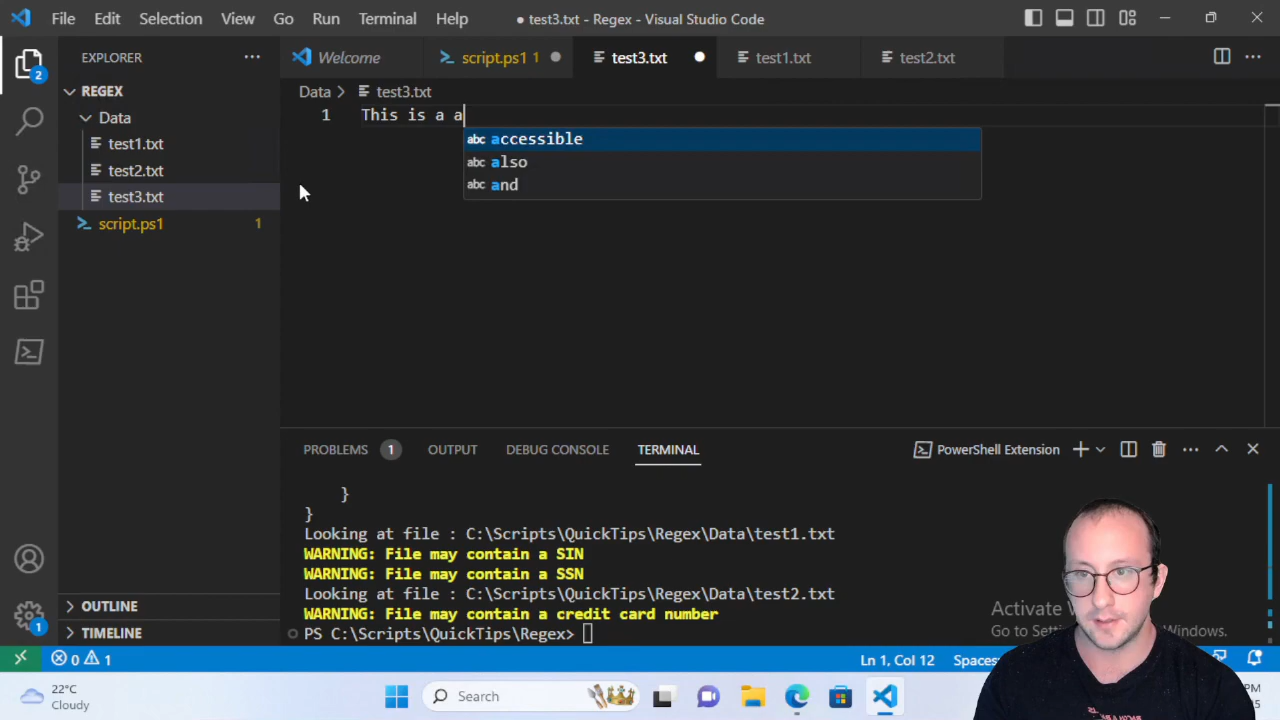 File Edit Selection View Go Run Terminal Help ● test3.txt - Regex - Visual Studio Code
EXPLORER ...
Welcome script.ps1 1 test3.txt test1.txt test2.txt
2
REGEX
Data > test3.txt
Data
1 This is a a
test1.txt
abc accessible
test2.txt
abc also
test3.txt
abc and
script.ps1 1
PROBLEMS 1 OUTPUT DEBUG CONSOLE TERMINAL PowerShell Extension
}
}
Looking at file : C:\Scripts\QuickTips\Regex\Data\test1.txt
WARNING: File may contain a SIN
WARNING: File may contain a SSN
Looking at file : C:\Scripts\QuickTips\Regex\Data\test2.txt
WARNING: File may contain a credit card number
PS C:\Scripts\QuickTips\Regex>
OUTLINE
TIMELINE
1
Activate
Go to Windows.
0 1 Ln 1, Col 12
22°C
Cloudy
Search